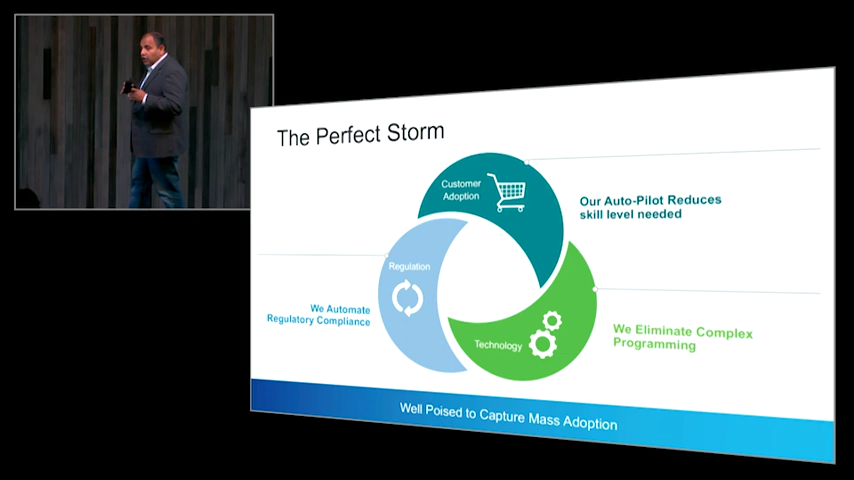 The Perfect Storm
Customer
Adoption
Our Auto-Pilot Reduces
skill level needed
Regulation
We Automate
Regulatory Compliance
Technology
We Eliminate Complex
Programming
Well Poised to Capture Mass Adoption